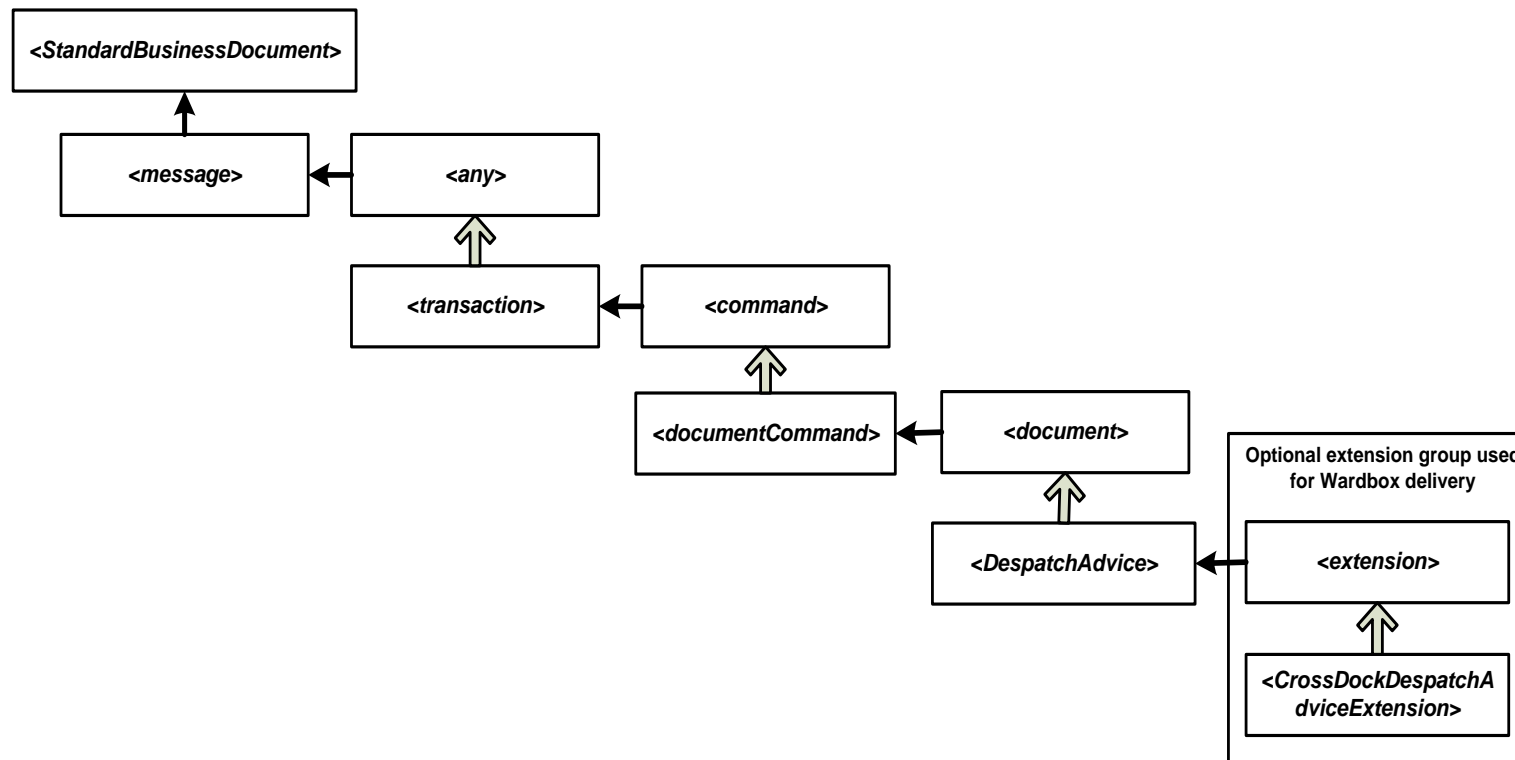 <StandardBusinessDocument>
<message>
<any>
<transaction>
<command>
<documentCommand>
<document>
Optional extension group used
for Wardbox delivery
<DespatchAdvice>
<extension>
<CrossDockDespatchA
dviceExtension>